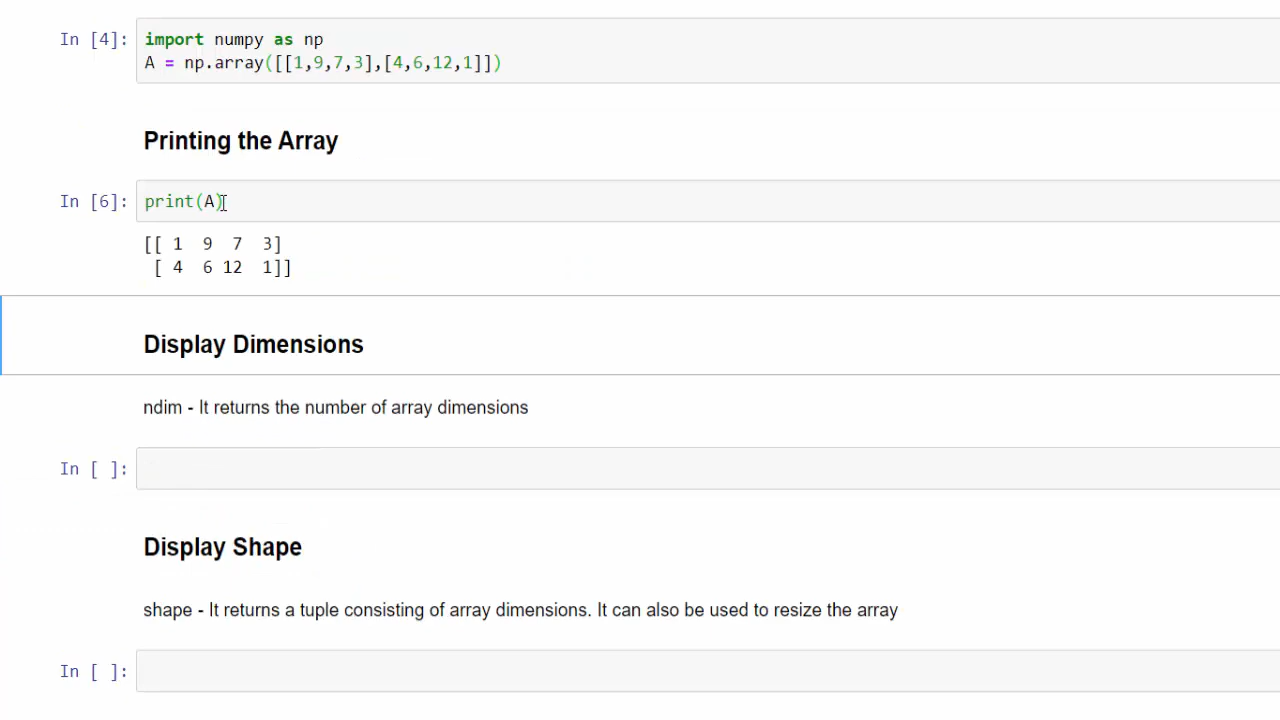 In [4]: import numpy as np
A = np.array([[1,9,7,3],[4,6,12,1]])
Printing the Array
In [6]: print(A)
[[ 1  9  7  3]
 [ 4  6 12  1]]
Display Dimensions
ndim - It returns the number of array dimensions
In [ ]:
Display Shape
shape - It returns a tuple consisting of array dimensions. It can also be used to resize the array
In [ ]: